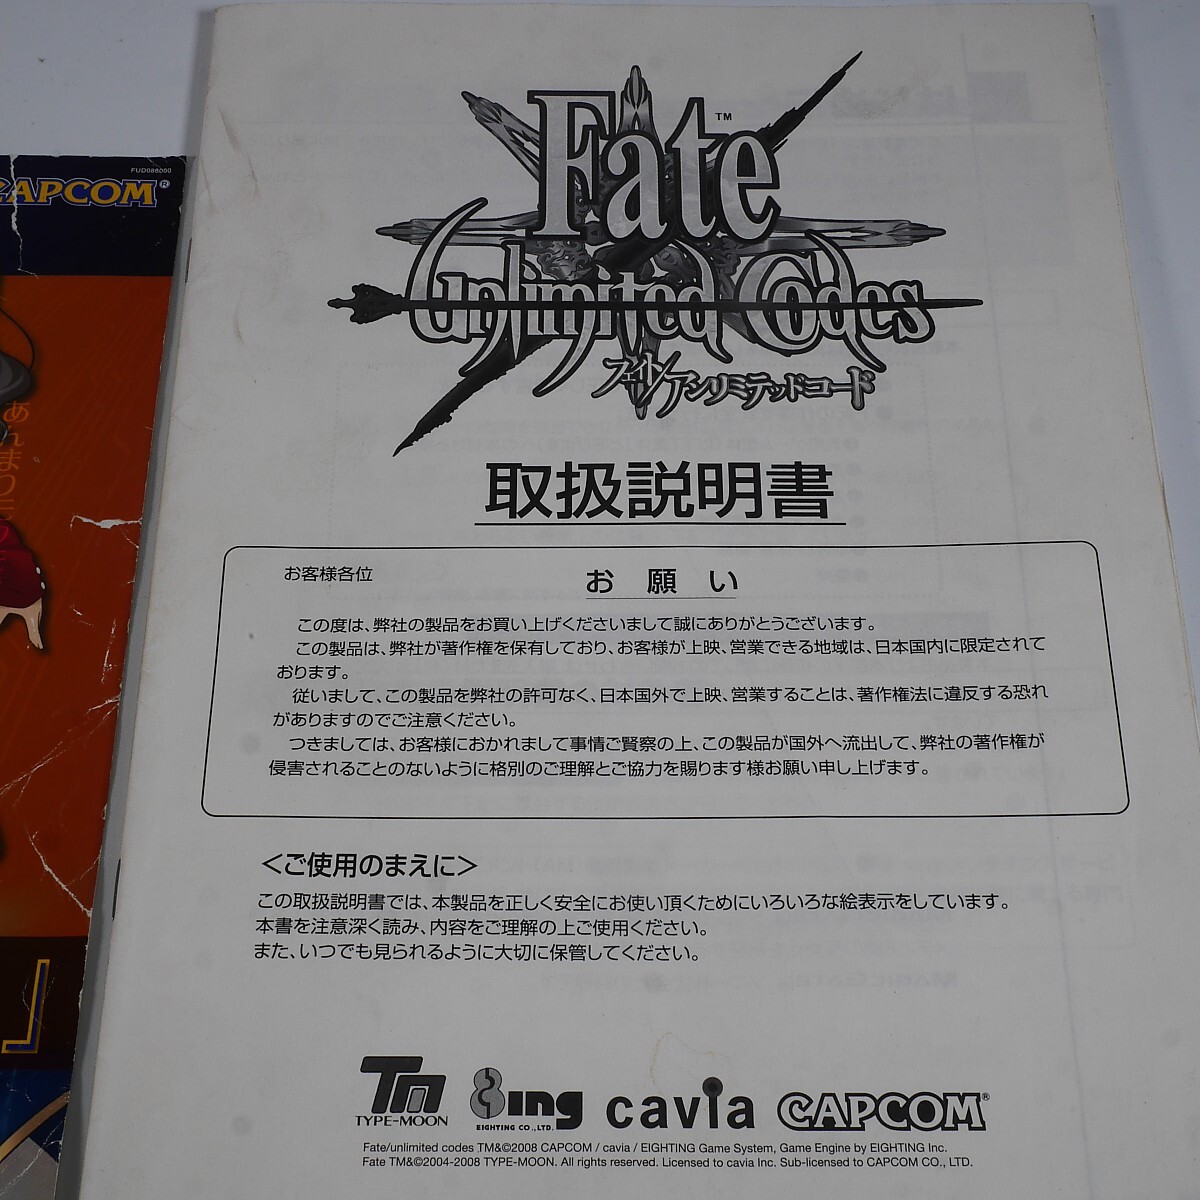 FUD086000
CAPCOM®
あんまりこ
」
Fate™
unlimited codes
フェイト/アンリミテッドコード
取扱説明書
お客様各位
お願い
この度は、弊社の製品をお買い上げくださいまして誠にありがとうございます。
この製品は、弊社が著作権を保有しており、お客様が上映、営業できる地域は、日本国内に限定されて
おります。
従いまして、この製品を弊社の許可なく、日本国外で上映、営業することは、著作権法に違反する恐れ
がありますのでご注意ください。
つきましては、お客様におかれまして事情ご賢察の上、この製品が国外へ流出して、弊社の著作権が
侵害されることのないように格別のご理解とご協力を賜ります様お願い申し上げます。
＜ご使用のまえに＞
この取扱説明書では、本製品を正しく安全にお使い頂くためにいろいろな絵表示をしています。
本書を注意深く読み、内容をご理解の上ご使用ください。
また、いつでも見られるように大切に保管してください。
TM
TYPE-MOON
8ing
EIGHTING CO.,LTD.
cavia
CAPCOM®
Fate/unlimited codes TM&©2008 CAPCOM / cavia / EIGHTING Game System, Game Engine by EIGHTING Inc.
Fate TM&©2004-2008 TYPE-MOON. All rights reserved. Licensed to cavia Inc. Sub-licensed to CAPCOM CO., LTD.